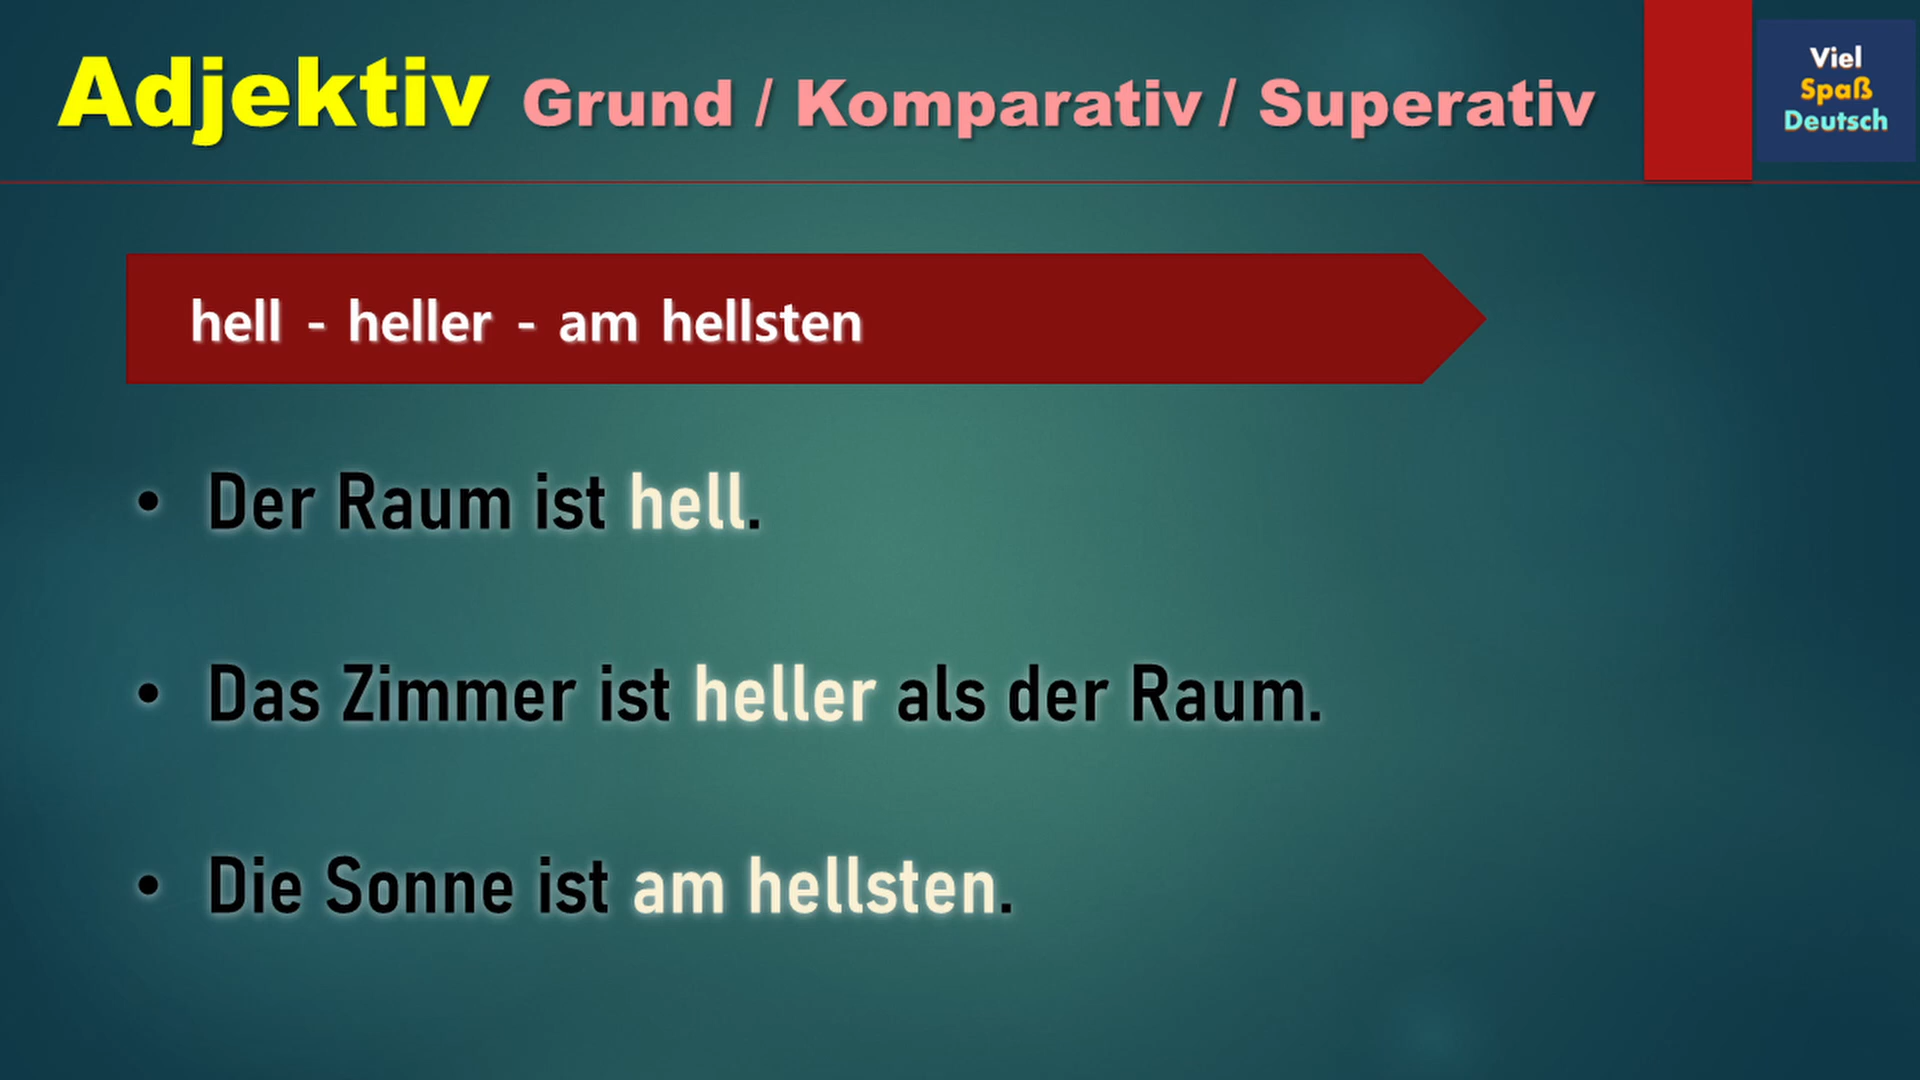 Adjektiv Grund / Komparativ / Superativ
Viel
Spaß
Deutsch
hell - heller - am hellsten
• Der Raum ist hell.
• Das Zimmer ist heller als der Raum.
• Die Sonne ist am hellsten.